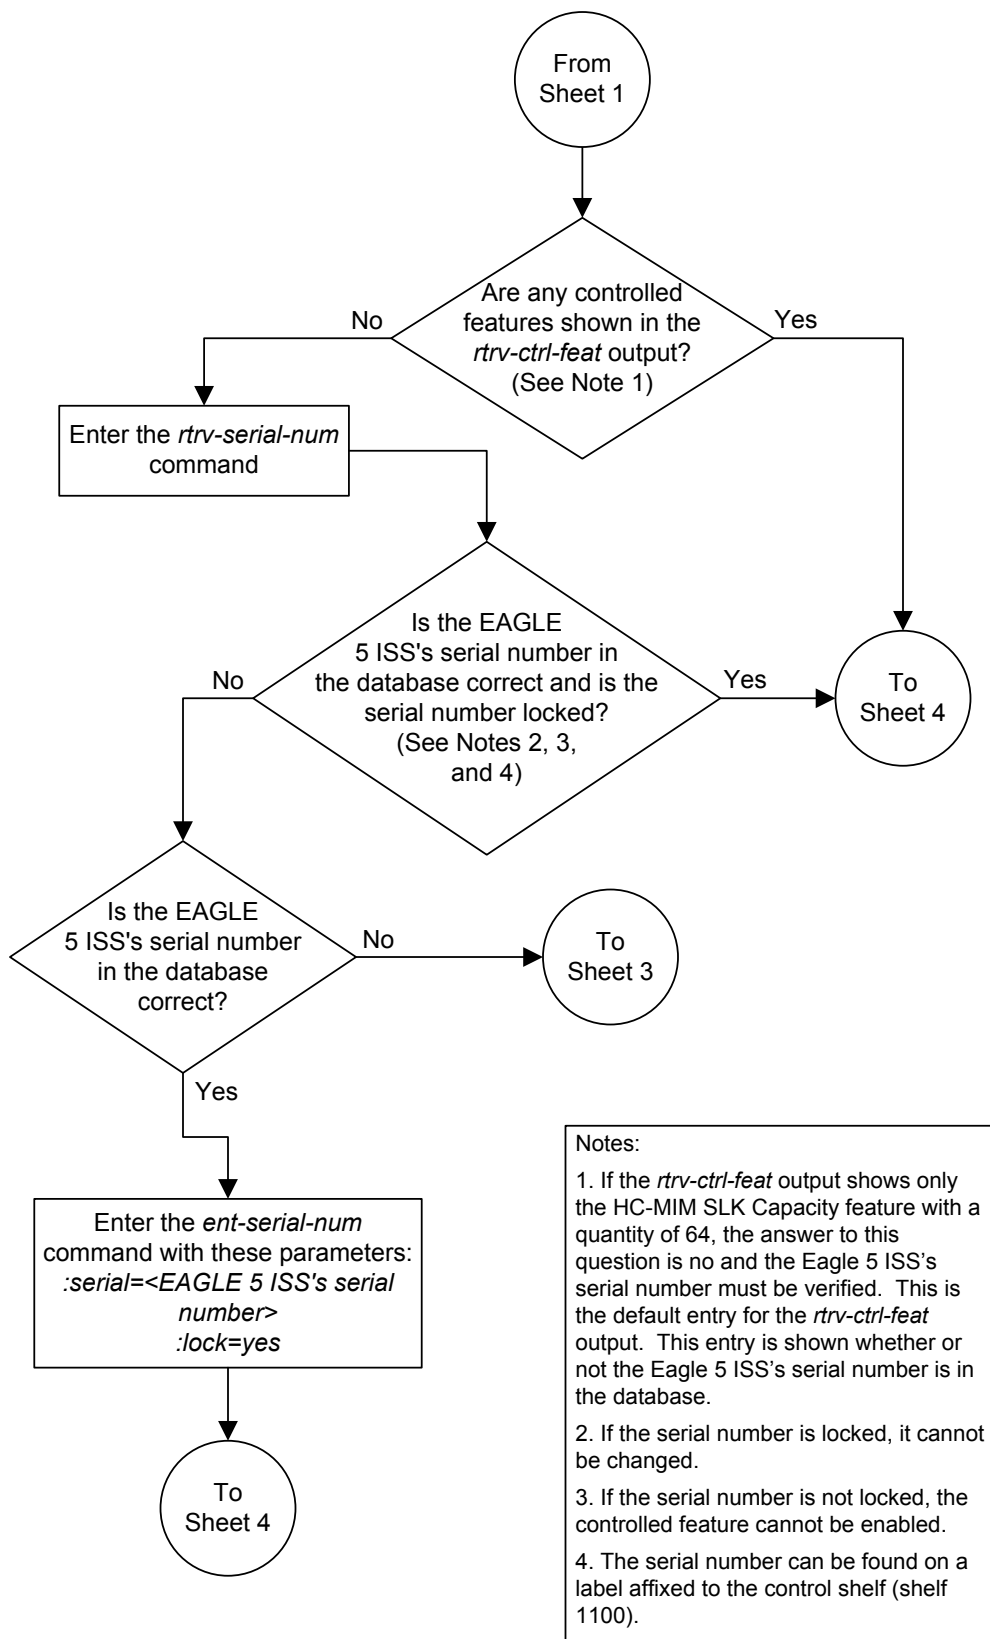 From
Sheet 1
Are any controlled
features shown in the
rtrv-ctrl-feat output?
(See Note 1)
No
Yes
Enter the rtrv-serial-num
command
Is the EAGLE
5 ISS's serial number in
the database correct and is the
serial number locked?
(See Notes 2, 3,
and 4)
No
Yes
To
Sheet 4
Is the EAGLE
5 ISS's serial number
in the database
correct?
No
To
Sheet 3
Yes
Enter the ent-serial-num
command with these parameters:
:serial=<EAGLE 5 ISS's serial
number>
:lock=yes
To
Sheet 4
Notes:
1. If the rtrv-ctrl-feat output shows only
the HC-MIM SLK Capacity feature with a
quantity of 64, the answer to this
question is no and the Eagle 5 ISS’s
serial number must be verified.  This is
the default entry for the rtrv-ctrl-feat
output.  This entry is shown whether or
not the Eagle 5 ISS’s serial number is in
the database.
2. If the serial number is locked, it cannot
be changed.
3. If the serial number is not locked, the
controlled feature cannot be enabled.
4. The serial number can be found on a
label affixed to the control shelf (shelf
1100).